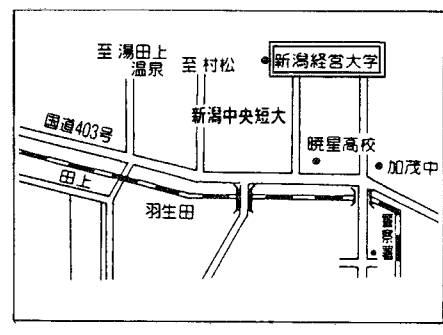 至湯田上
温泉
至村松
新潟経営大学
新潟中央短大
国道403号
暁星高校
加茂中
田上
羽生田
警察署